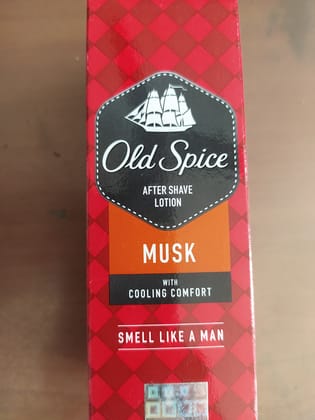 Old Spice
AFTER SHAVE
LOTION
MUSK
WITH
COOLING COMFORT
SMELL LIKE A MAN